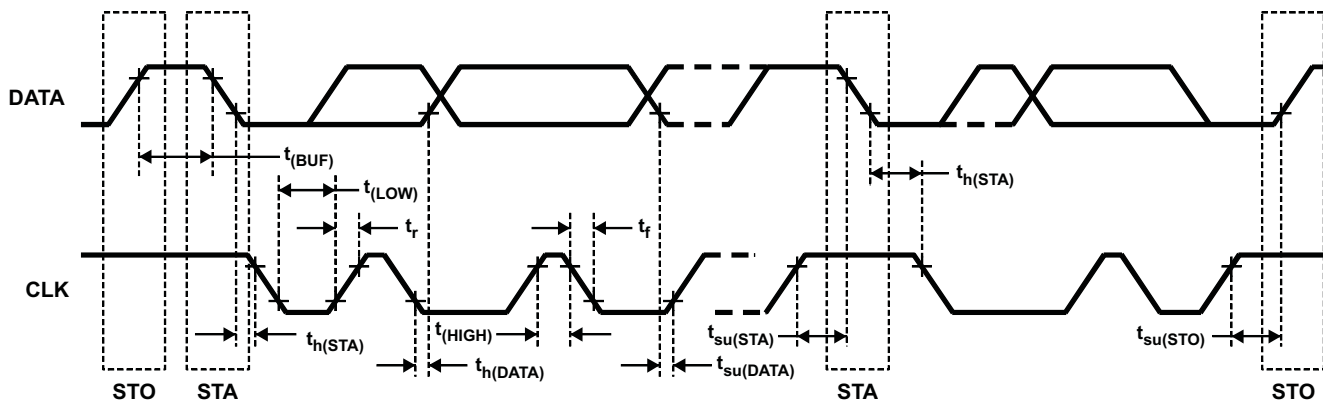 DATA
t(BUF)
t(LOW)
th(STA)
tr
tf
CLK
th(STA)
t(HIGH)
th(DATA)
tsu(DATA)
tsu(STA)
tsu(STO)
STO
STA
STA
STO